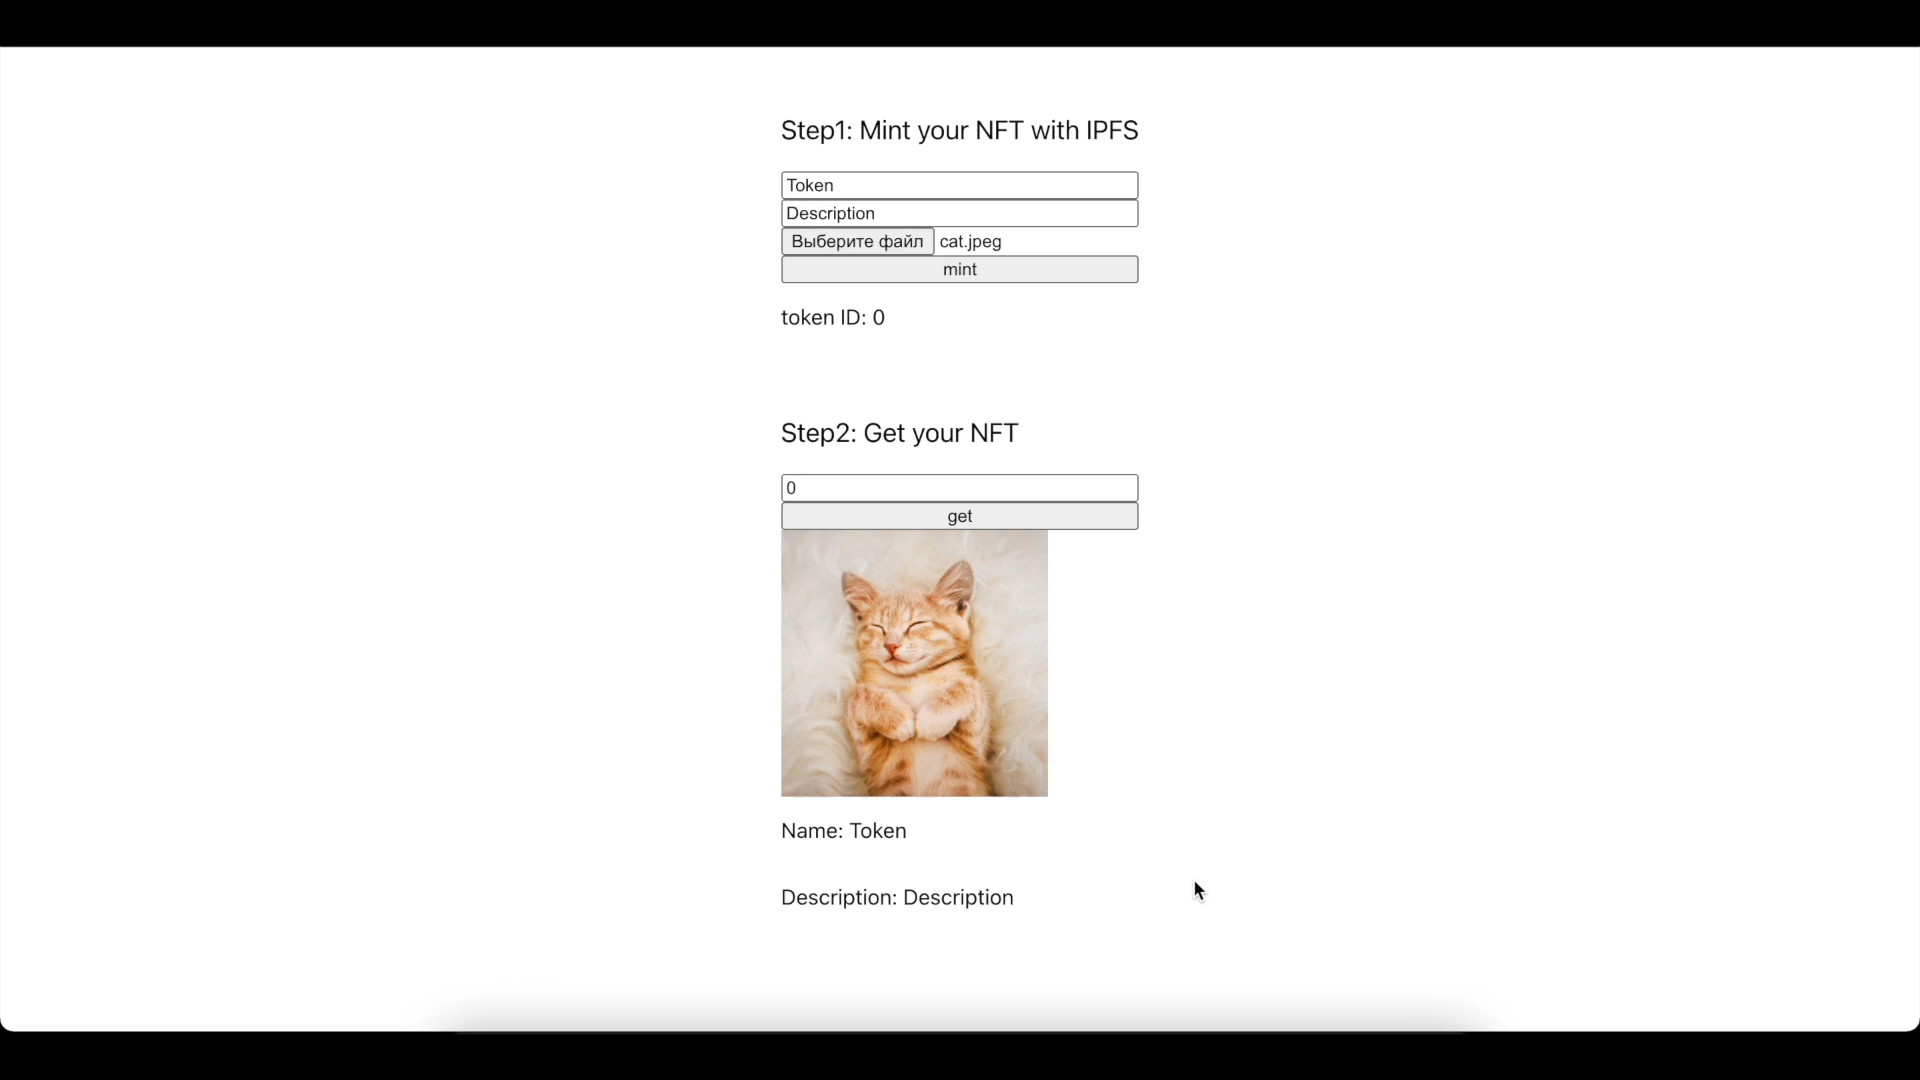 Step1: Mint your NFT with IPFS
Token
Description
Выберите файл cat.jpeg
mint
token ID: 0
Step2: Get your NFT
0
get
Name: Token
Description: Description